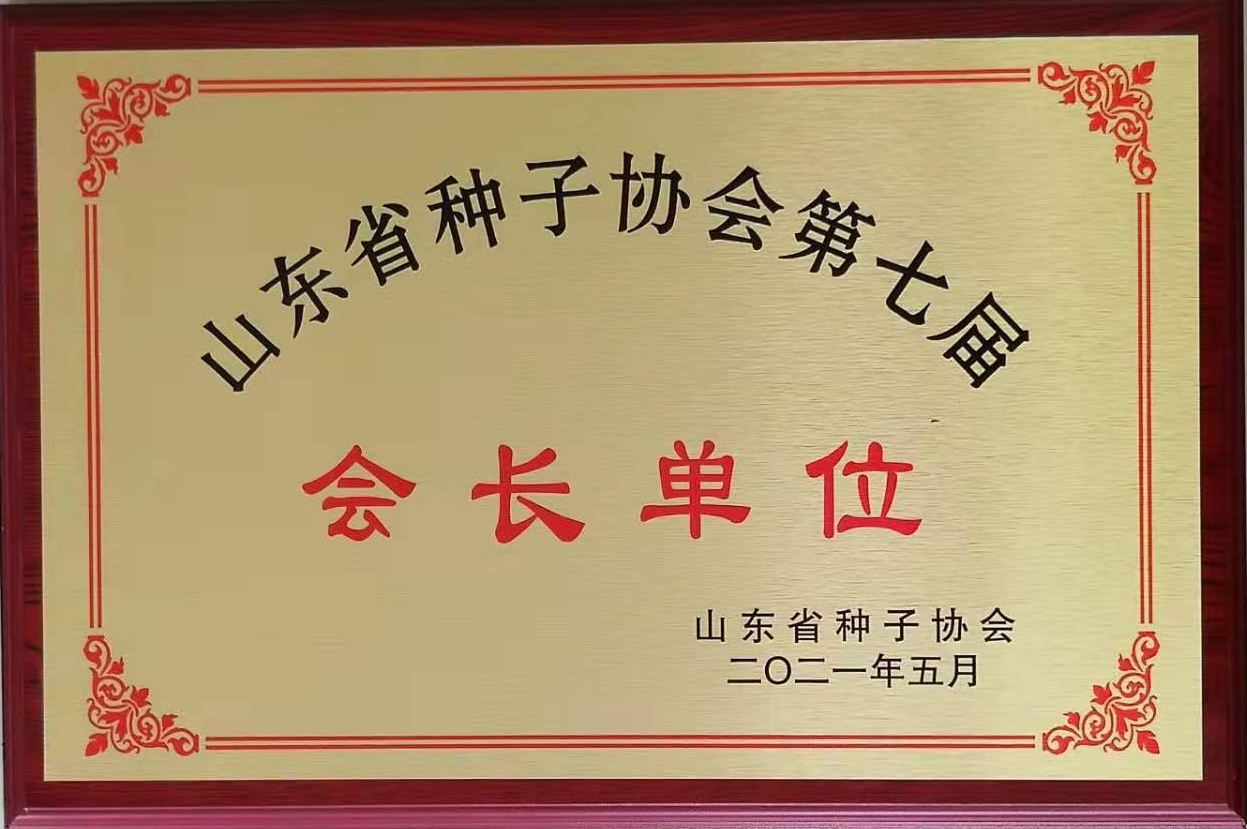 山东省种子协会第七届
会长单位
山东省种子协会
二〇二一年五月